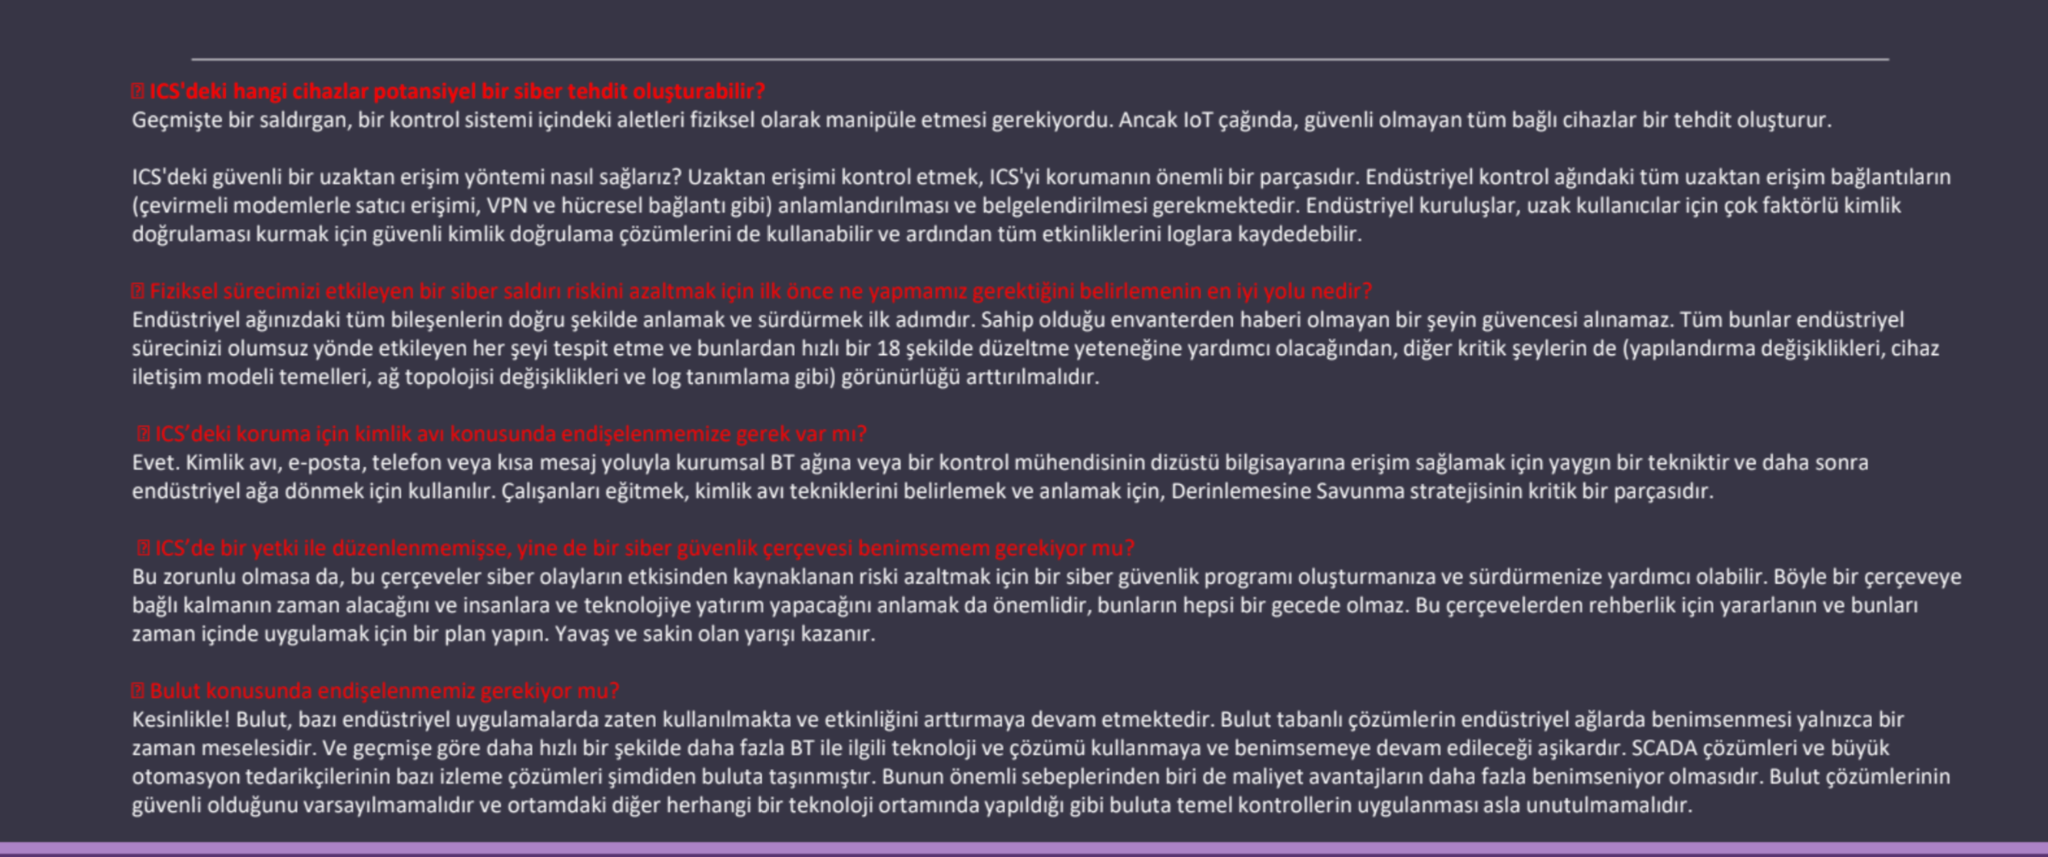 ⍰ ICS'deki hangi cihazlar potansiyel bir siber tehdit oluşturabilir?
Geçmişte bir saldırgan, bir kontrol sistemi içindeki aletleri fiziksel olarak manipüle etmesi gerekiyordu. Ancak IoT çağında, güvenli olmayan tüm bağlı cihazlar bir tehdit oluşturur.
ICS'deki güvenli bir uzaktan erişim yöntemi nasıl sağlarız? Uzaktan erişimi kontrol etmek, ICS'yi korumanın önemli bir parçasıdır. Endüstriyel kontrol ağındaki tüm uzaktan erişim bağlantıların
(çevirmeli modemlerle satıcı erişimi, VPN ve hücresel bağlantı gibi) anlamlandırılması ve belgelendirilmesi gerekmektedir. Endüstriyel kuruluşlar, uzak kullanıcılar için çok faktörlü kimlik
doğrulaması kurmak için güvenli kimlik doğrulama çözümlerini de kullanabilir ve ardından tüm etkinliklerini loglara kaydedebilir.
⍰ Fiziksel sürecimizi etkileyen bir siber saldırı riskini azaltmak için ilk önce ne yapmamız gerektiğini belirlemenin en iyi yolu nedir?
Endüstriyel ağınızdaki tüm bileşenlerin doğru şekilde anlamak ve sürdürmek ilk adımdır. Sahip olduğu envanterden haberi olmayan bir şeyin güvencesi alınamaz. Tüm bunlar endüstriyel
sürecinizi olumsuz yönde etkileyen her şeyi tespit etme ve bunlardan hızlı bir 18 şekilde düzeltme yeteneğine yardımcı olacağından, diğer kritik şeylerin de (yapılandırma değişiklikleri, cihaz
iletişim modeli temelleri, ağ topolojisi değişiklikleri ve log tanımlama gibi) görünürlüğü arttırılmalıdır.
⍰ ICS’deki koruma için kimlik avı konusunda endişelenmemize gerek var mı?
Evet. Kimlik avı, e-posta, telefon veya kısa mesaj yoluyla kurumsal BT ağına veya bir kontrol mühendisinin dizüstü bilgisayarına erişim sağlamak için yaygın bir tekniktir ve daha sonra
endüstriyel ağa dönmek için kullanılır. Çalışanları eğitmek, kimlik avı tekniklerini belirlemek ve anlamak için, Derinlemesine Savunma stratejisinin kritik bir parçasıdır.
⍰ ICS’de bir yetki ile düzenlenmemişse, yine de bir siber güvenlik çerçevesi benimsemem gerekiyor mu?
Bu zorunlu olmasa da, bu çerçeveler siber olayların etkisinden kaynaklanan riski azaltmak için bir siber güvenlik programı oluşturmanıza ve sürdürmenize yardımcı olabilir. Böyle bir çerçeveye
bağlı kalmanın zaman alacağını ve insanlara ve teknolojiye yatırım yapacağını anlamak da önemlidir, bunların hepsi bir gecede olmaz. Bu çerçevelerden rehberlik için yararlanın ve bunları
zaman içinde uygulamak için bir plan yapın. Yavaş ve sakin olan yarışı kazanır.
⍰ Bulut konusunda endişelenmemiz gerekiyor mu?
Kesinlikle! Bulut, bazı endüstriyel uygulamalarda zaten kullanılmakta ve etkinliğini arttırmaya devam etmektedir. Bulut tabanlı çözümlerin endüstriyel ağlarda benimsenmesi yalnızca bir
zaman meselesidir. Ve geçmişe göre daha hızlı bir şekilde daha fazla BT ile ilgili teknoloji ve çözümü kullanmaya ve benimsemeye devam edileceği aşikardır. SCADA çözümleri ve büyük
otomasyon tedarikçilerinin bazı izleme çözümleri şimdiden buluta taşınmıştır. Bunun önemli sebeplerinden biri de maliyet avantajların daha fazla benimseniyor olmasıdır. Bulut çözümlerinin
güvenli olduğunu varsayılmamalıdır ve ortamdaki diğer herhangi bir teknoloji ortamında yapıldığı gibi buluta temel kontrollerin uygulanması asla unutulmamalıdır.